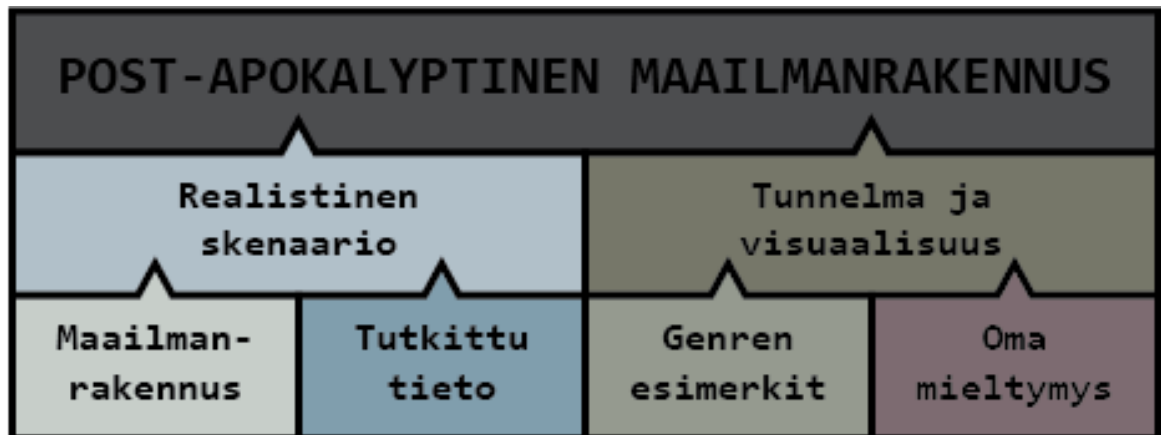 POST-APOKALYPTINEN MAAILMANRAKENNUS
Realistinen
skenaario
Tunnelma ja
visuaalisuus
Maailman-
rakennus
Tutkittu
tieto
Genren
esimerkit
Oma
mieltymys